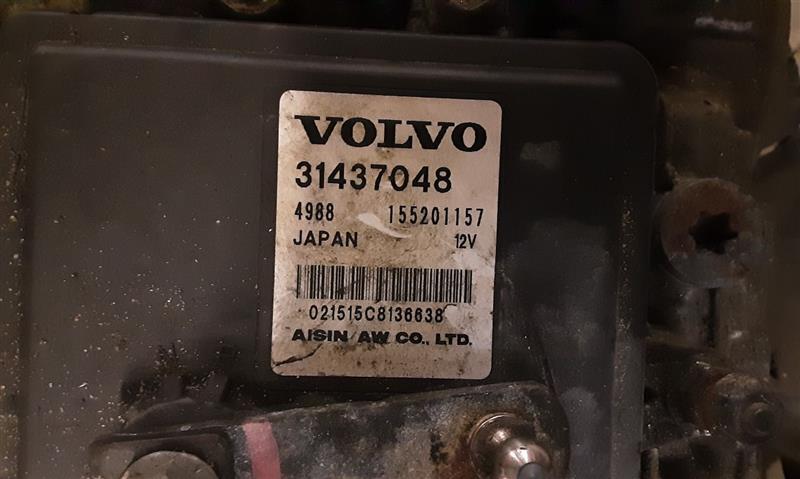 VOLVO
31437048
4988 155201157
JAPAN 12V
021515C8136638
AISIN AW CO., LTD.